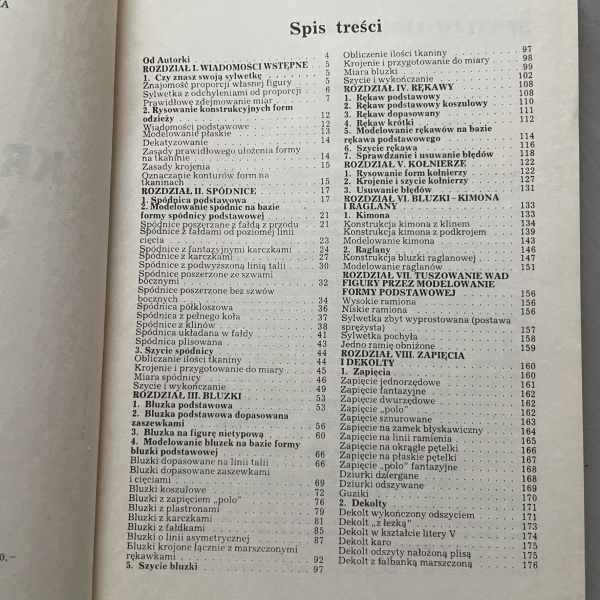 KA
0,—
Spis treści
Od Autorki . . . 4
ROZDZIAŁ I. WIADOMOŚCI WSTĘPNE . 5
1. Czy znasz swoją sylwetkę . . . 5
Znajomość proporcji własnej figury . . 5
Sylwetka z odchyleniami od proporcji . . 6
Prawidłowe zdejmowanie miar . . . 7
2. Rysowanie konstrukcyjnych form
odzieży . . . 12
Wiadomości podstawowe . . . 12
Modelowanie płaskie . . . 13
Dekatyzowanie . . . 14
Zasady prawidłowego ułożenia formy
na tkaninie . . . 14
Zasady krojenia . . . 15
Oznaczanie konturów form na
tkaninach . . . 15
ROZDZIAŁ II. SPÓDNICE . . . 17
1. Spódnica podstawowa . . . 17
2. Modelowanie spódnic na bazie
formy spódnicy podstawowej . . . 21
Spódnice poszerzane z fałdą z przodu . 21
Spódnice z fałdami od poziomej linii
cięcia . . . 23
Spódnice z fantazyjnymi karczkami . . 24
Spódnice z karczkami . . . 27
Spódnice z podwyższoną linią talii . . 30
Spódnice poszerzone ze szwami
bocznymi . . . 32
Spódnice poszerzone bez szwów
bocznych . . . 34
Spódnica półkloszowa . . . 36
Spódnica z pełnego koła . . . 37
Spódnice z klinów . . . 38
Spódnica układana w fałdy . . . 41
Spódnica plisowana . . . 43
3. Szycie spódnicy . . . 44
Obliczanie ilości tkaniny . . . 44
Krojenie i przygotowanie do miary . . 45
Miara spódnicy . . . 46
Szycie i wykończanie . . . 49
ROZDZIAŁ III. BLUZKI . . . 53
1. Bluzka podstawowa . . . 53
2. Bluzka podstawowa dopasowana
zaszewkami . . . 56
3. Bluzka na figurę nietypową . . . 60
4. Modelowanie bluzek na bazie formy
bluzki podstawowej . . . 66
Bluzki dopasowane na linii talii . . . 66
Bluzki dopasowane zaszewkami
i cięciami . . . 69
Bluzki koszulowe . . . 72
Bluzki z zapięciem „polo” . . . 76
Bluzki z plastronami . . . 79
Bluzki z karczkami . . . 81
Bluzki z fałdkami . . . 85
Bluzki o linii asymetrycznej . . . 87
Bluzki krojone łącznie z marszczonymi
rękawkami . . . 92
5. Szycie bluzki . . . 97
Obliczenie ilości tkaniny . . . 97
Krojenie i przygotowanie do miary . . 98
Miara bluzki . . . 99
Szycie i wykończanie . . . 102
ROZDZIAŁ IV. RĘKAWY . . . 108
1. Rękaw podstawowy . . . 108
2. Rękaw podstawowy koszulowy . . 110
3. Rękaw dopasowany . . . 111
4. Rękaw krótki . . . 112
5. Modelowanie rękawów na bazie
rękawa podstawowego . . . 114
6. Szycie rękawa . . . 116
7. Sprawdzanie i usuwanie błędów . . 118
ROZDZIAŁ V. KOŁNIERZE . . . 122
1. Rysowanie form kołnierzy . . . 122
2. Krojenie i szycie kołnierzy . . . 127
3. Usuwanie błędów . . . 131
ROZDZIAŁ VI. BLUZKI – KIMONA
I RAGLANY . . . 133
1. Kimona . . . 133
Konstrukcja kimona z klinem . . . 134
Konstrukcja kimona z podkrojem . . 139
Modelowanie kimona . . . 143
2. Raglany . . . 146
Konstrukcja bluzki raglanowej . . . 147
Modelowanie raglanów . . . 151
ROZDZIAŁ VII. TUSZOWANIE WAD
FIGURY PRZEZ MODELOWANIE
FORMY PODSTAWOWEJ . . . 156
Wysokie ramiona . . . 156
Niskie ramiona . . . 156
Sylwetka zbyt wyprostowana (postawa
sprężysta) . . . 157
Sylwetka pochyła . . . 158
Jedno ramię obniżone . . . 159
ROZDZIAŁ VIII. ZAPIĘCIA
I DEKOLTY . . . 160
1. Zapięcia . . . 160
Zapięcie jednorzędowe . . . 161
Zapięcie fantazyjne . . . 162
Zapięcie dwurzędowe . . . 162
Zapięcie „polo” . . . 162
Zapięcie sznurowane . . . 163
Zapięcie na zamek błyskawiczny . . . 164
Zapięcie na linii ramienia . . . 165
Zapięcie na okrągłe pętelki . . . 166
Zapięcie na płaskie pętelki . . . 167
Zapięcie „polo” fantazyjne . . . 168
Dziurki dziergane . . . 168
Dziurki odszywane . . . 169
Guziki . . . 170
2. Dekolty . . . 171
Dekolt wykończony odszyciem . . . 171
Dekolt „z łezką” . . . 173
Dekolt w kształcie litery V . . . 174
Dekolt karo . . . 175
Dekolt odszyty nałożoną plisą . . . 175
Dekolt z falbanką marszczoną . . . 176